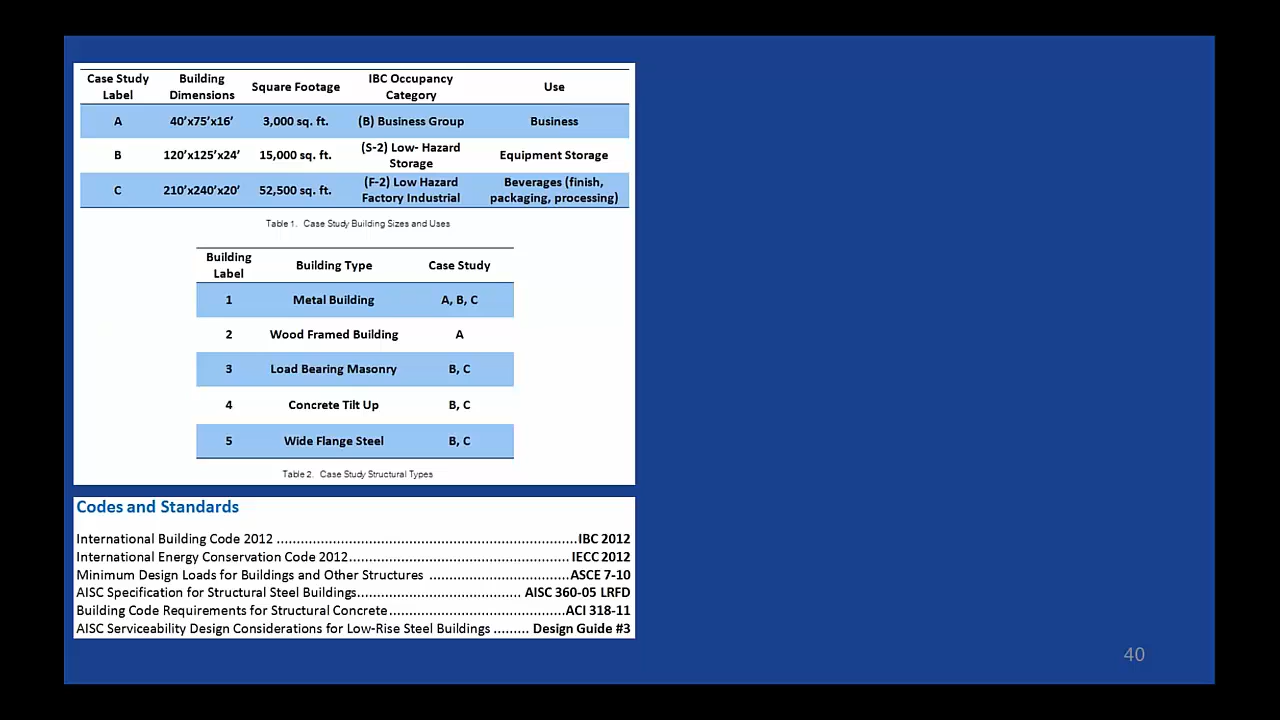 Case Study Label Building Dimensions Square Footage IBC Occupancy Category Use
A 40'x75'x16' 3,000 sq. ft. (B) Business Group Business
B 120'x125'x24' 15,000 sq. ft. (S-2) Low- Hazard Storage Equipment Storage
C 210'x240'x20' 52,500 sq. ft. (F-2) Low Hazard Factory Industrial Beverages (finish, packaging, processing)
Table 1. Case Study Building Sizes and Uses
Building Label Building Type Case Study
1 Metal Building A, B, C
2 Wood Framed Building A
3 Load Bearing Masonry B, C
4 Concrete Tilt Up B, C
5 Wide Flange Steel B, C
Table 2. Case Study Structural Types
Codes and Standards
International Building Code 2012 ................................................................IBC 2012
International Energy Conservation Code 2012............................................... IECC 2012
Minimum Design Loads for Buildings and Other Structures ..............................ASCE 7-10
AISC Specification for Structural Steel Buildings................................... AISC 360-05 LRFD
Building Code Requirements for Structural Concrete......................................ACI 318-11
AISC Serviceability Design Considerations for Low-Rise Steel Buildings ......... Design Guide #3
40